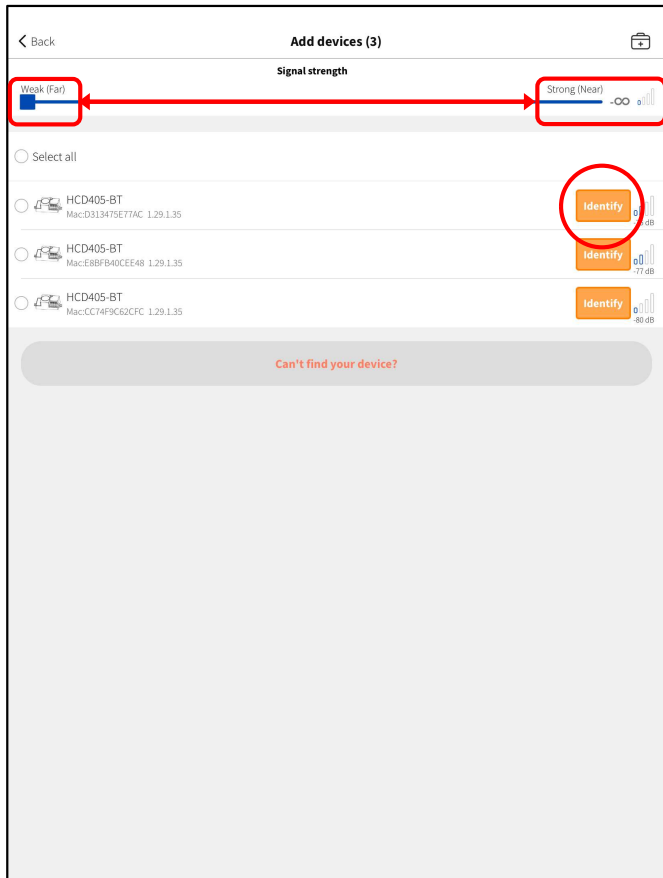 Back
Add devices (3)
Signal strength
Weak (Far)
Strong (Near)
-∞
Select all
HCD405-BT
Mac:D313475E77AC 1.29.1.35
Identify
dB
HCD405-BT
Mac:E8BFB40CEE48 1.29.1.35
Identify
-77 dB
HCD405-BT
Mac:CC74F9C62CFC 1.29.1.35
Identify
-80 dB
Can't find your device?